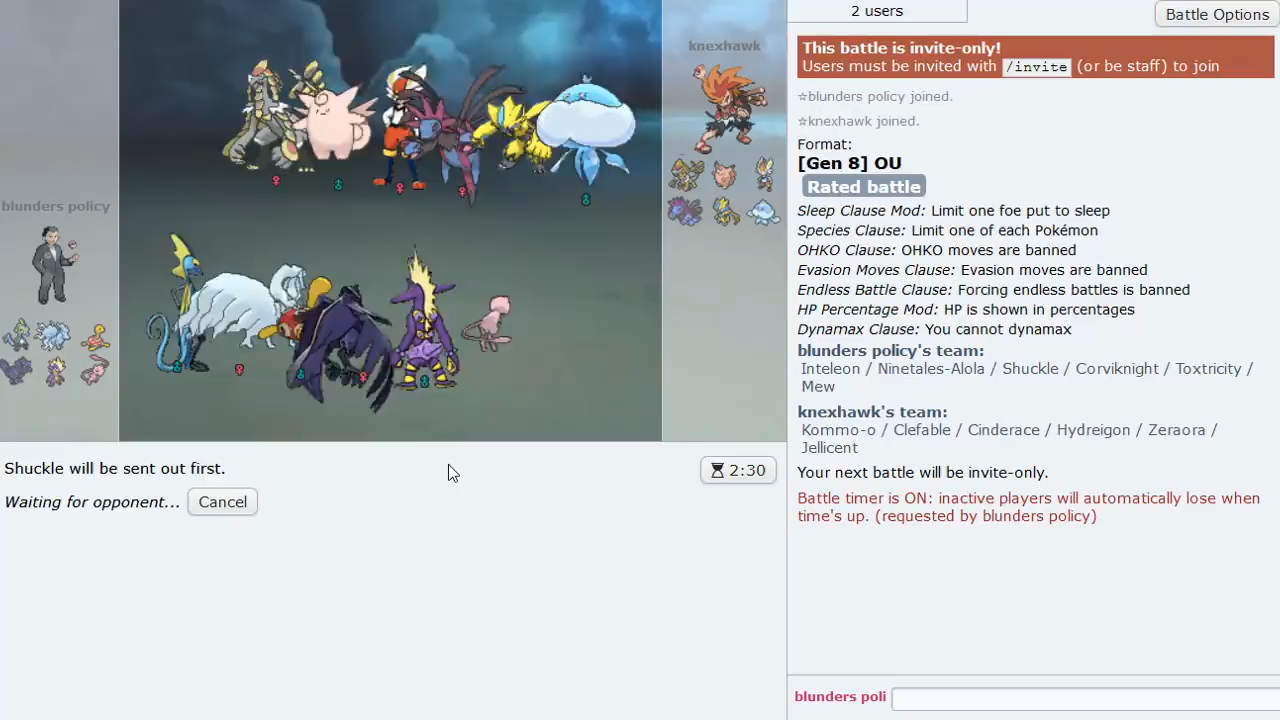 2 users
Battle Options
knexhawk
blunders policy
This battle is invite-only!
Users must be invited with /invite (or be staff) to join
☆blunders policy joined.
☆knexhawk joined.
Format:
[Gen 8] OU
Rated battle
Sleep Clause Mod: Limit one foe put to sleep
Species Clause: Limit one of each Pokémon
OHKO Clause: OHKO moves are banned
Evasion Moves Clause: Evasion moves are banned
Endless Battle Clause: Forcing endless battles is banned
HP Percentage Mod: HP is shown in percentages
Dynamax Clause: You cannot dynamax
blunders policy's team:
Inteleon / Ninetales-Alola / Shuckle / Corviknight / Toxtricity /
Mew
knexhawk's team:
Kommo-o / Clefable / Cinderace / Hydreigon / Zeraora /
Jellicent
Your next battle will be invite-only.
Battle timer is ON: inactive players will automatically lose when
time's up. (requested by blunders policy)
Shuckle will be sent out first.
2:30
Waiting for opponent... Cancel
blunders poli